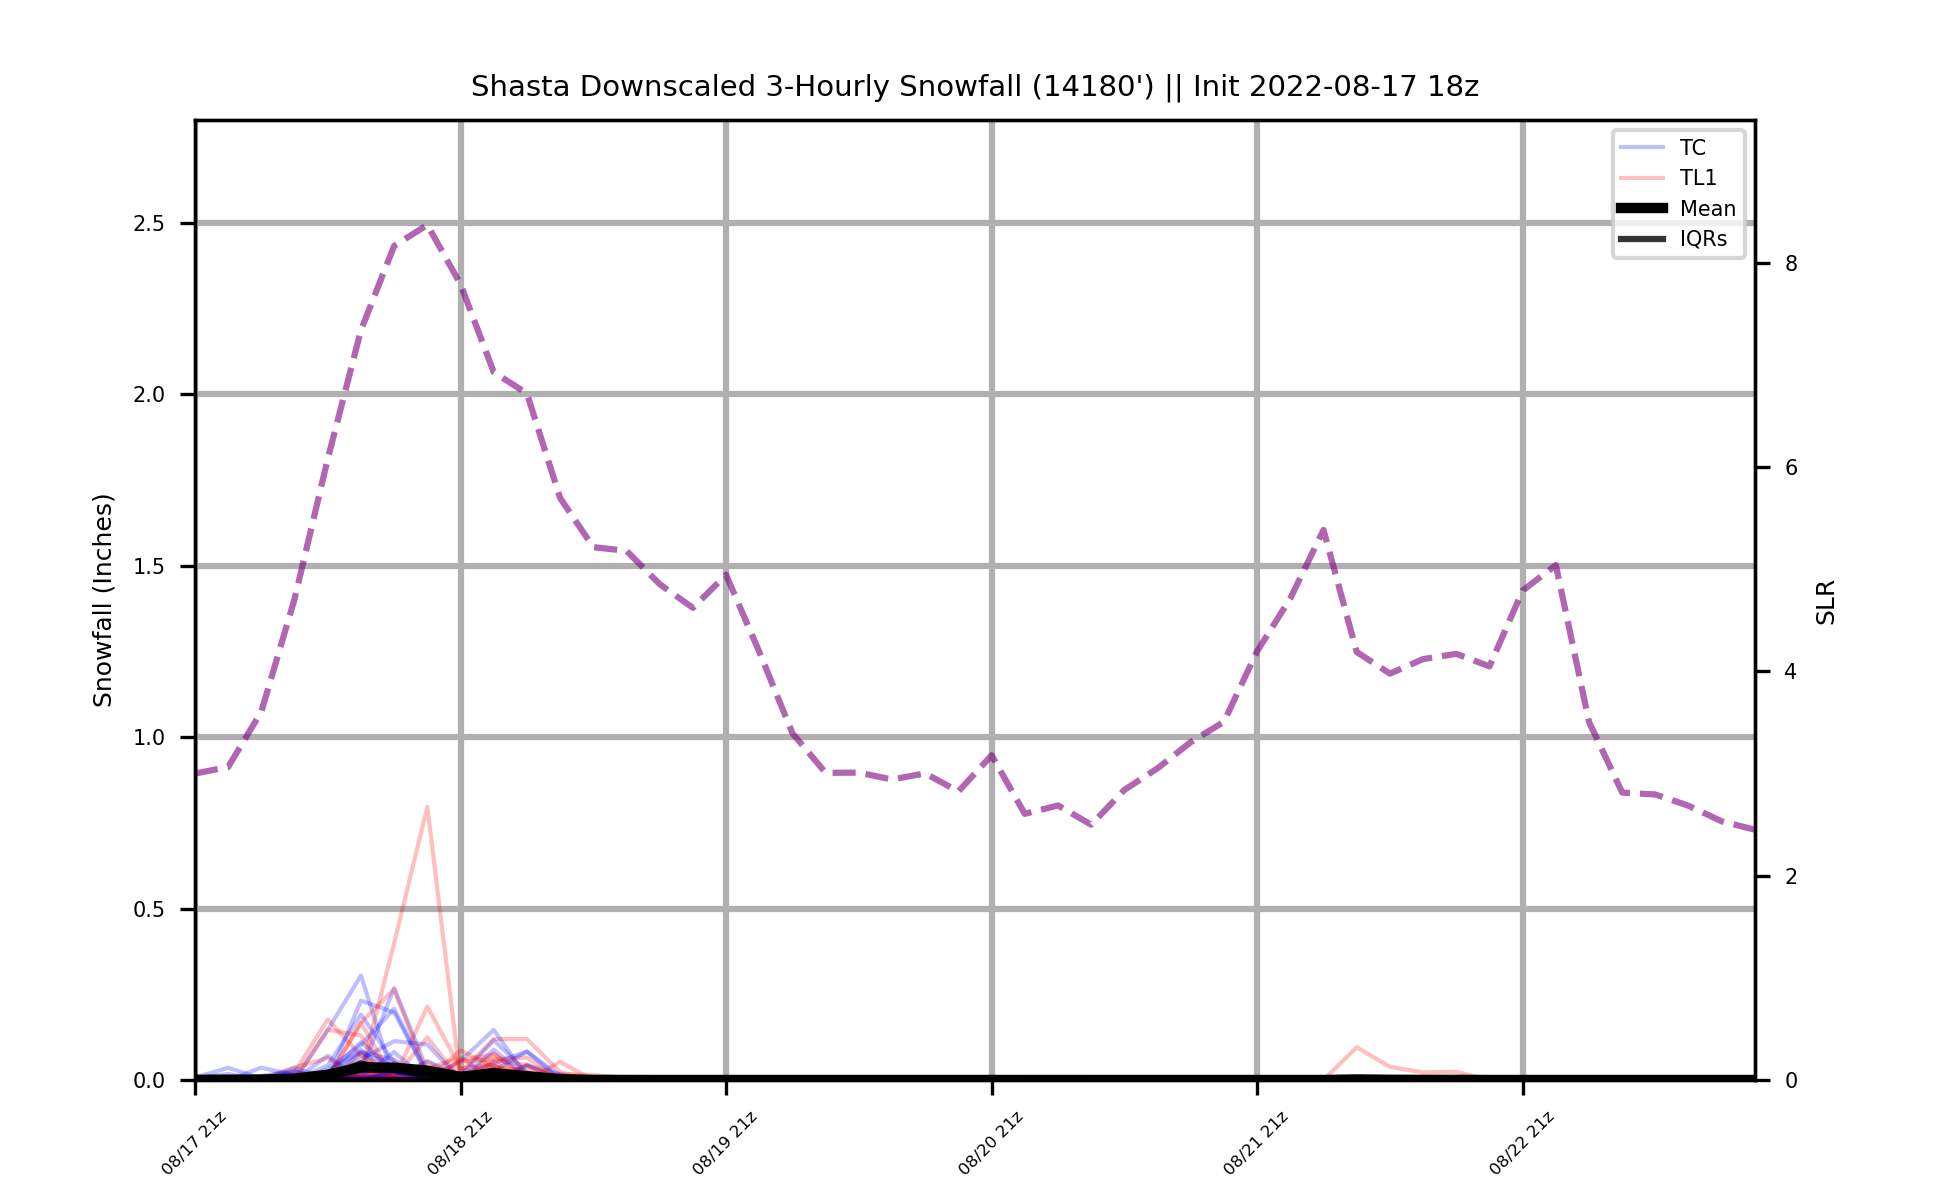 Shasta Downscaled 3-Hourly Snowfall (14180') || Init 2022-08-17 18z
TC
TL1
Mean
IQRs
Snowfall (Inches)
2.5
2.0
1.5
1.0
0.5
0.0
8
6
4
2
0
SLR
08/17 21z
08/18 21z
08/19 21z
08/20 21z
08/21 21z
08/22 21z